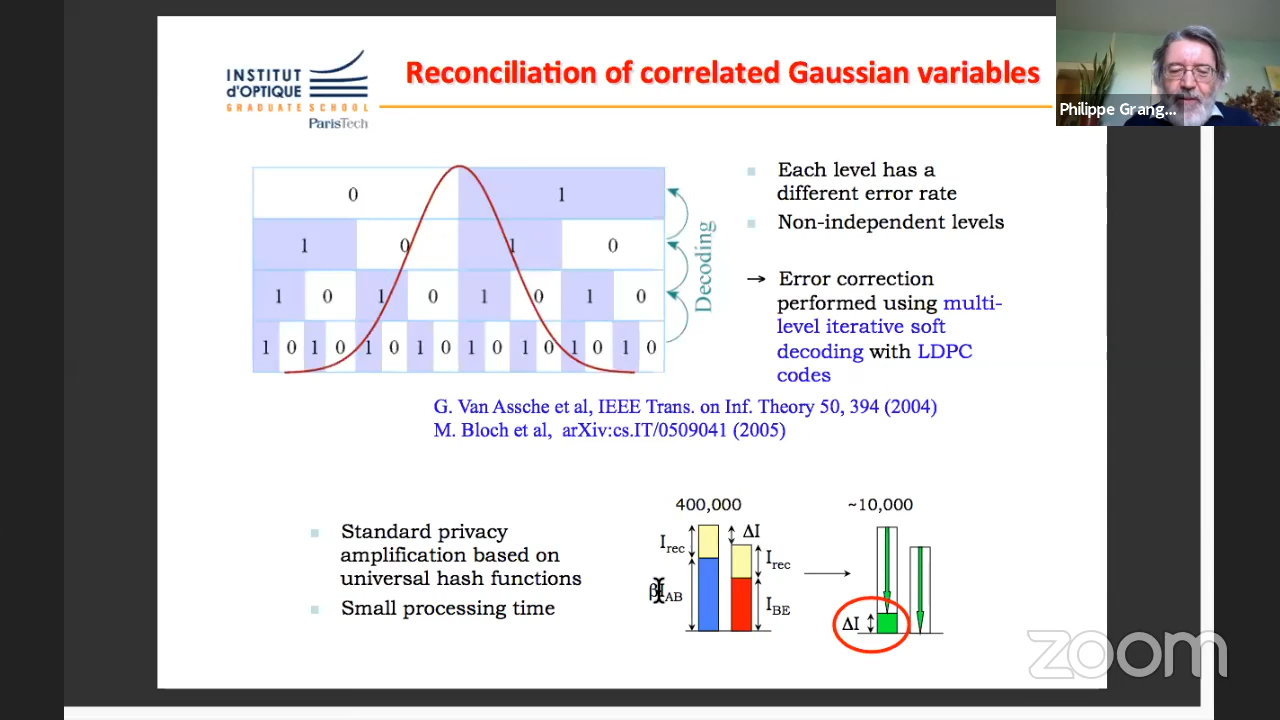 INSTITUT
d'OPTIQUE
GRADUATE SCHOOL
ParisTech
Reconciliation of correlated Gaussian variables
Philippe Grang...
0 1
1 0 1 0
1 0 1 0 1 0 1 0
1 0 1 0 1 0 1 0 1 0 1 0 1 0 1 0
Decoding
Each level has a
different error rate
Non-independent levels
→ Error correction
performed using multi-
level iterative soft
decoding with LDPC
codes
G. Van Assche et al, IEEE Trans. on Inf. Theory 50, 394 (2004)
M. Bloch et al, arXiv:cs.IT/0509041 (2005)
Standard privacy
amplification based on
universal hash functions
Small processing time
400,000
Irec
ΔI
Irec
βIAB
IBE
~10,000
ΔI
zoom